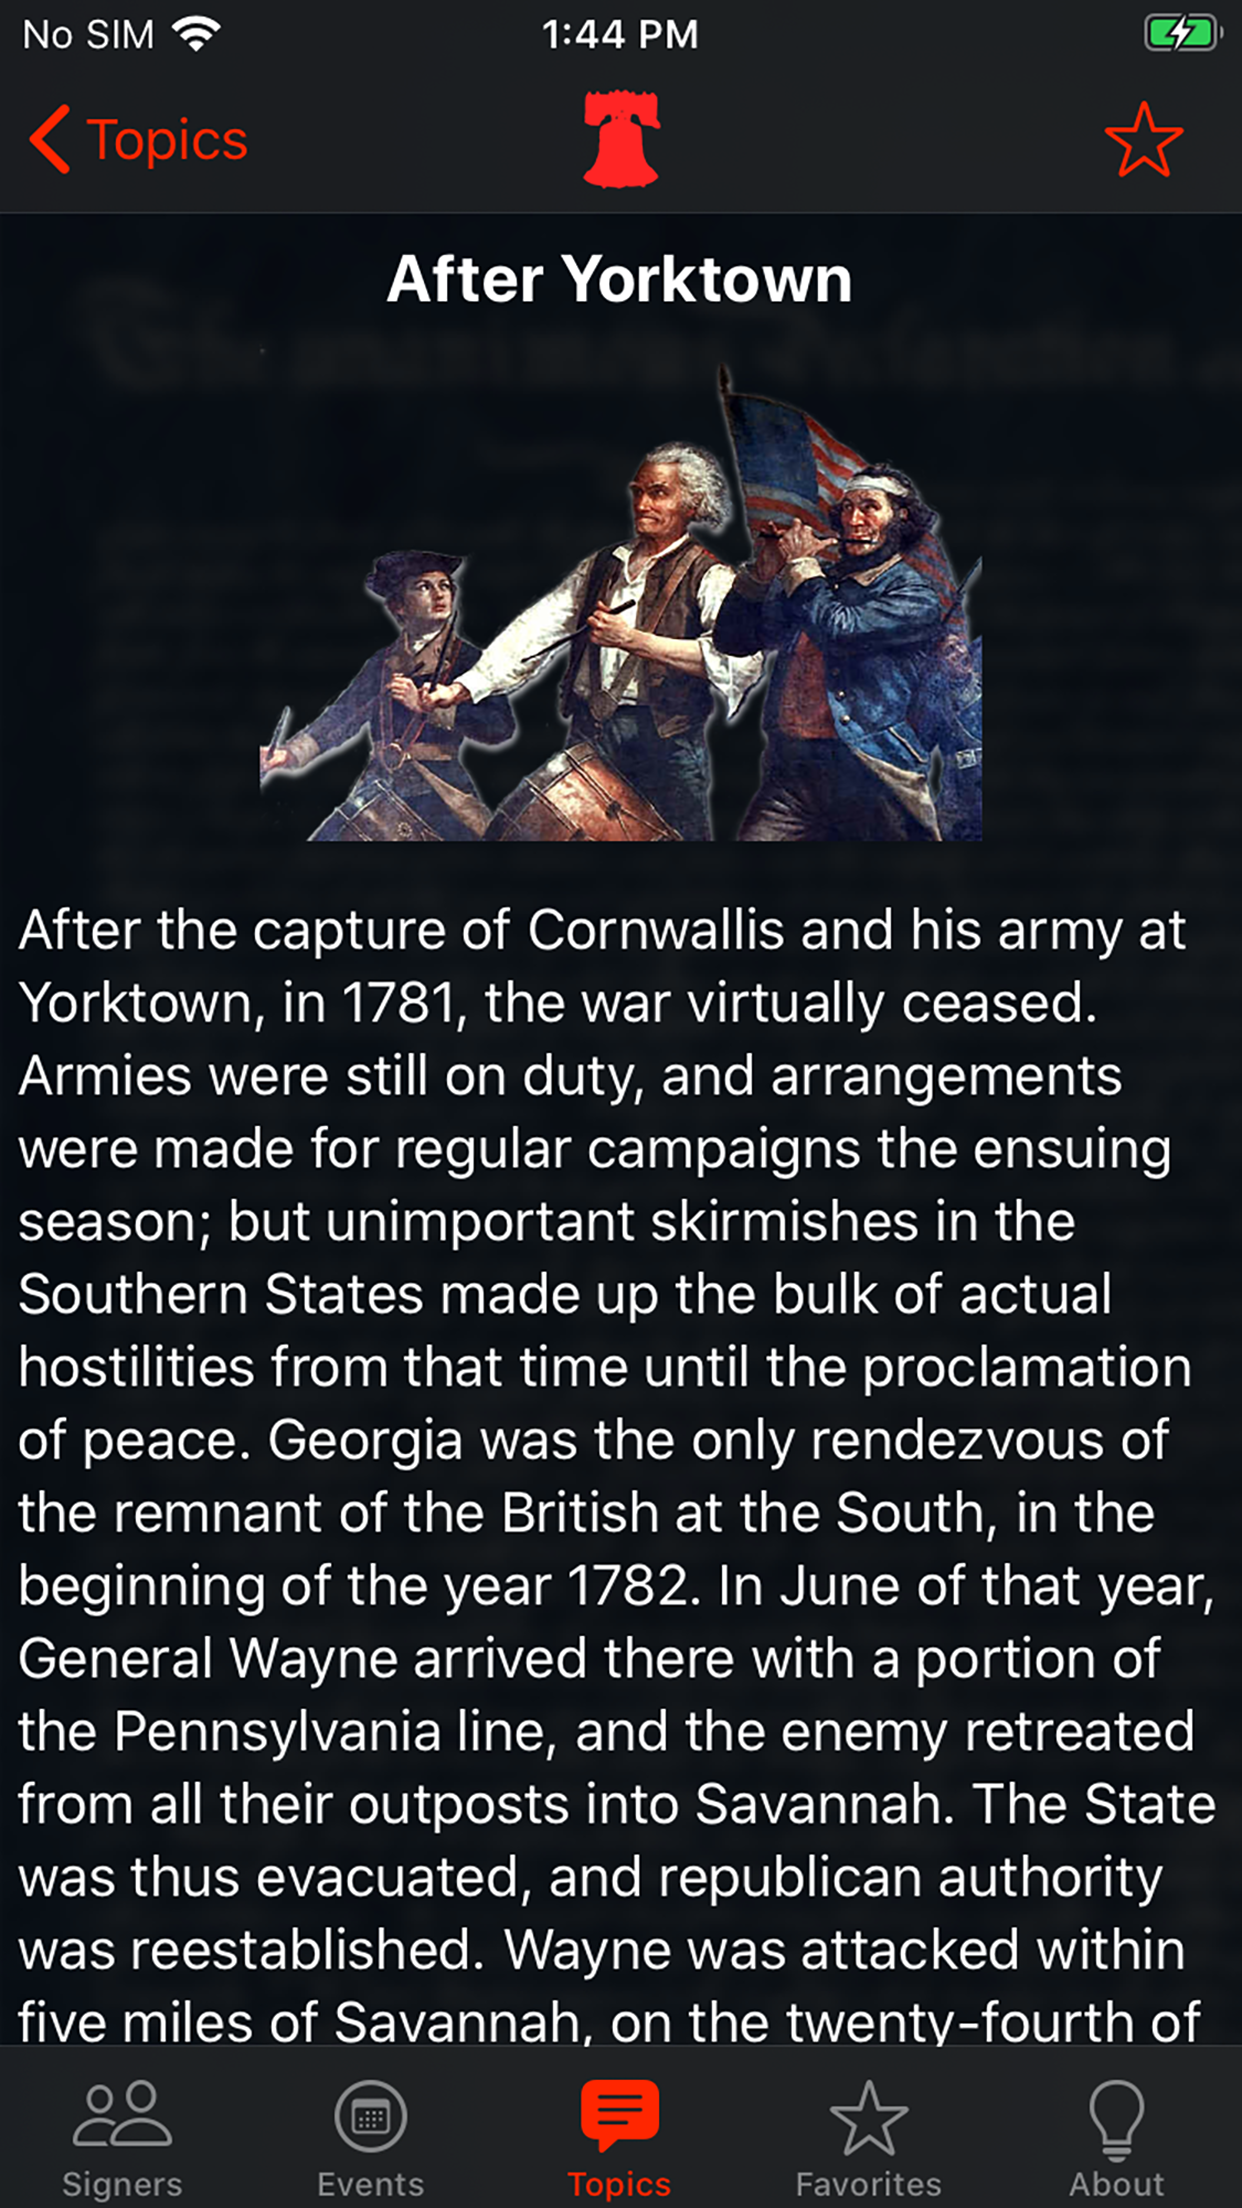 No SIM 1:44 PM
Topics
After Yorktown
After the capture of Cornwallis and his army at
Yorktown, in 1781, the war virtually ceased.
Armies were still on duty, and arrangements
were made for regular campaigns the ensuing
season; but unimportant skirmishes in the
Southern States made up the bulk of actual
hostilities from that time until the proclamation
of peace. Georgia was the only rendezvous of
the remnant of the British at the South, in the
beginning of the year 1782. In June of that year,
General Wayne arrived there with a portion of
the Pennsylvania line, and the enemy retreated
from all their outposts into Savannah. The State
was thus evacuated, and republican authority
was reestablished. Wayne was attacked within
five miles of Savannah, on the twenty-fourth of
Signers Events Topics Favorites About